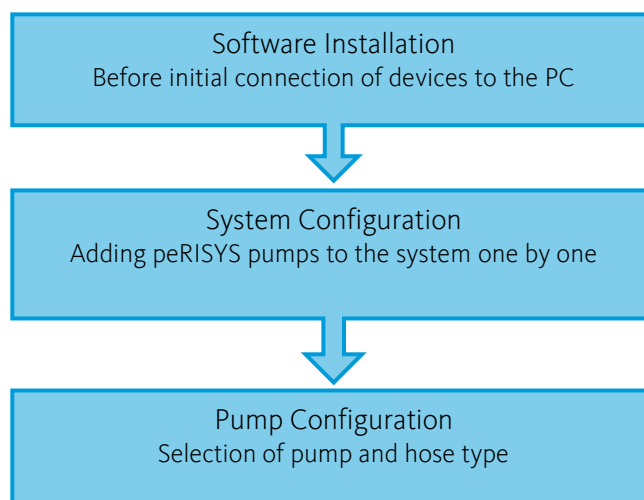 Software Installation
Before initial connection of devices to the PC
System Configuration
Adding peRISYS pumps to the system one by one
Pump Configuration
Selection of pump and hose type